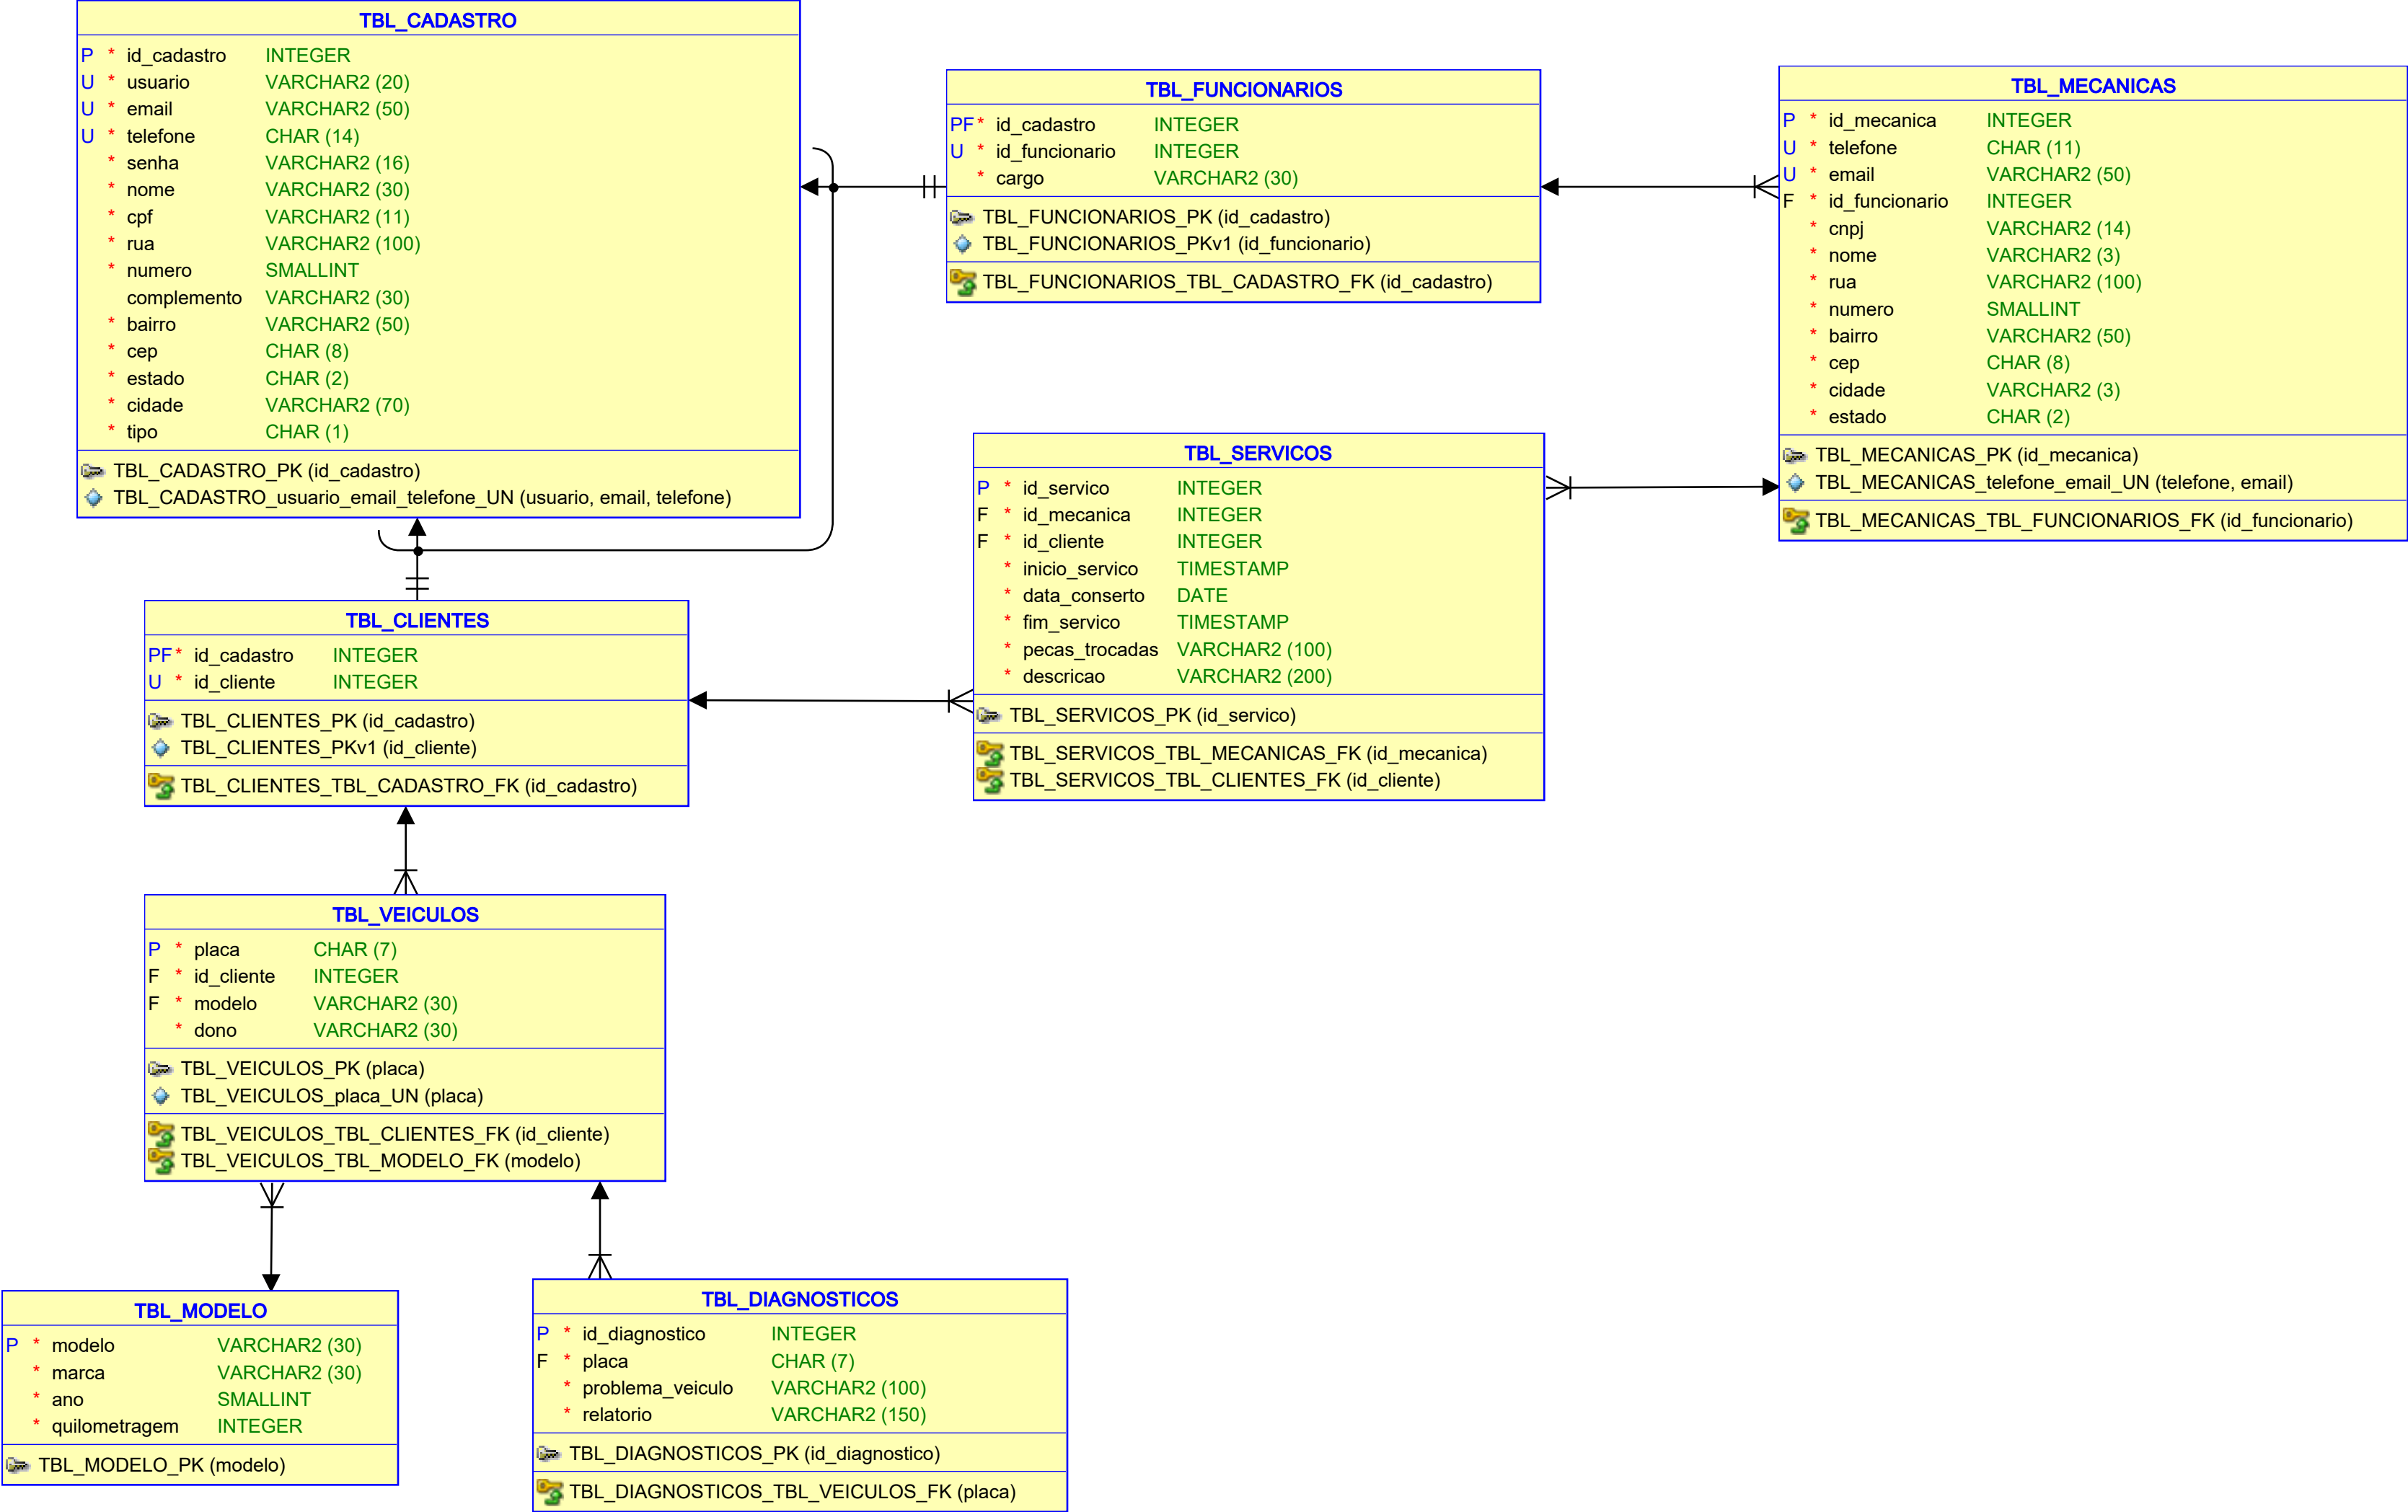 TBL_CADASTRO
P * id_cadastro INTEGER
U * usuario VARCHAR2 (20)
U * email VARCHAR2 (50)
U * telefone CHAR (14)
* senha VARCHAR2 (16)
* nome VARCHAR2 (30)
* cpf VARCHAR2 (11)
* rua VARCHAR2 (100)
* numero SMALLINT
complemento VARCHAR2 (30)
* bairro VARCHAR2 (50)
* cep CHAR (8)
* estado CHAR (2)
* cidade VARCHAR2 (70)
* tipo CHAR (1)
TBL_CADASTRO_PK (id_cadastro)
TBL_CADASTRO_usuario_email_telefone_UN (usuario, email, telefone)
TBL_FUNCIONARIOS
PF * id_cadastro INTEGER
U * id_funcionario INTEGER
* cargo VARCHAR2 (30)
TBL_FUNCIONARIOS_PK (id_cadastro)
TBL_FUNCIONARIOS_PKv1 (id_funcionario)
TBL_FUNCIONARIOS_TBL_CADASTRO_FK (id_cadastro)
TBL_MECANICAS
P * id_mecanica INTEGER
U * telefone CHAR (11)
U * email VARCHAR2 (50)
F * id_funcionario INTEGER
* cnpj VARCHAR2 (14)
* nome VARCHAR2 (3)
* rua VARCHAR2 (100)
* numero SMALLINT
* bairro VARCHAR2 (50)
* cep CHAR (8)
* cidade VARCHAR2 (3)
* estado CHAR (2)
TBL_MECANICAS_PK (id_mecanica)
TBL_MECANICAS_telefone_email_UN (telefone, email)
TBL_MECANICAS_TBL_FUNCIONARIOS_FK (id_funcionario)
TBL_SERVICOS
P * id_servico INTEGER
F * id_mecanica INTEGER
F * id_cliente INTEGER
* inicio_servico TIMESTAMP
* data_conserto DATE
* fim_servico TIMESTAMP
* pecas_trocadas VARCHAR2 (100)
* descricao VARCHAR2 (200)
TBL_SERVICOS_PK (id_servico)
TBL_SERVICOS_TBL_MECANICAS_FK (id_mecanica)
TBL_SERVICOS_TBL_CLIENTES_FK (id_cliente)
TBL_CLIENTES
PF * id_cadastro INTEGER
U * id_cliente INTEGER
TBL_CLIENTES_PK (id_cadastro)
TBL_CLIENTES_PKv1 (id_cliente)
TBL_CLIENTES_TBL_CADASTRO_FK (id_cadastro)
TBL_VEICULOS
P * placa CHAR (7)
F * id_cliente INTEGER
F * modelo VARCHAR2 (30)
* dono VARCHAR2 (30)
TBL_VEICULOS_PK (placa)
TBL_VEICULOS_placa_UN (placa)
TBL_VEICULOS_TBL_CLIENTES_FK (id_cliente)
TBL_VEICULOS_TBL_MODELO_FK (modelo)
TBL_MODELO
P * modelo VARCHAR2 (30)
* marca VARCHAR2 (30)
* ano SMALLINT
* quilometragem INTEGER
TBL_MODELO_PK (modelo)
TBL_DIAGNOSTICOS
P * id_diagnostico INTEGER
F * placa CHAR (7)
* problema_veiculo VARCHAR2 (100)
* relatorio VARCHAR2 (150)
TBL_DIAGNOSTICOS_PK (id_diagnostico)
TBL_DIAGNOSTICOS_TBL_VEICULOS_FK (placa)